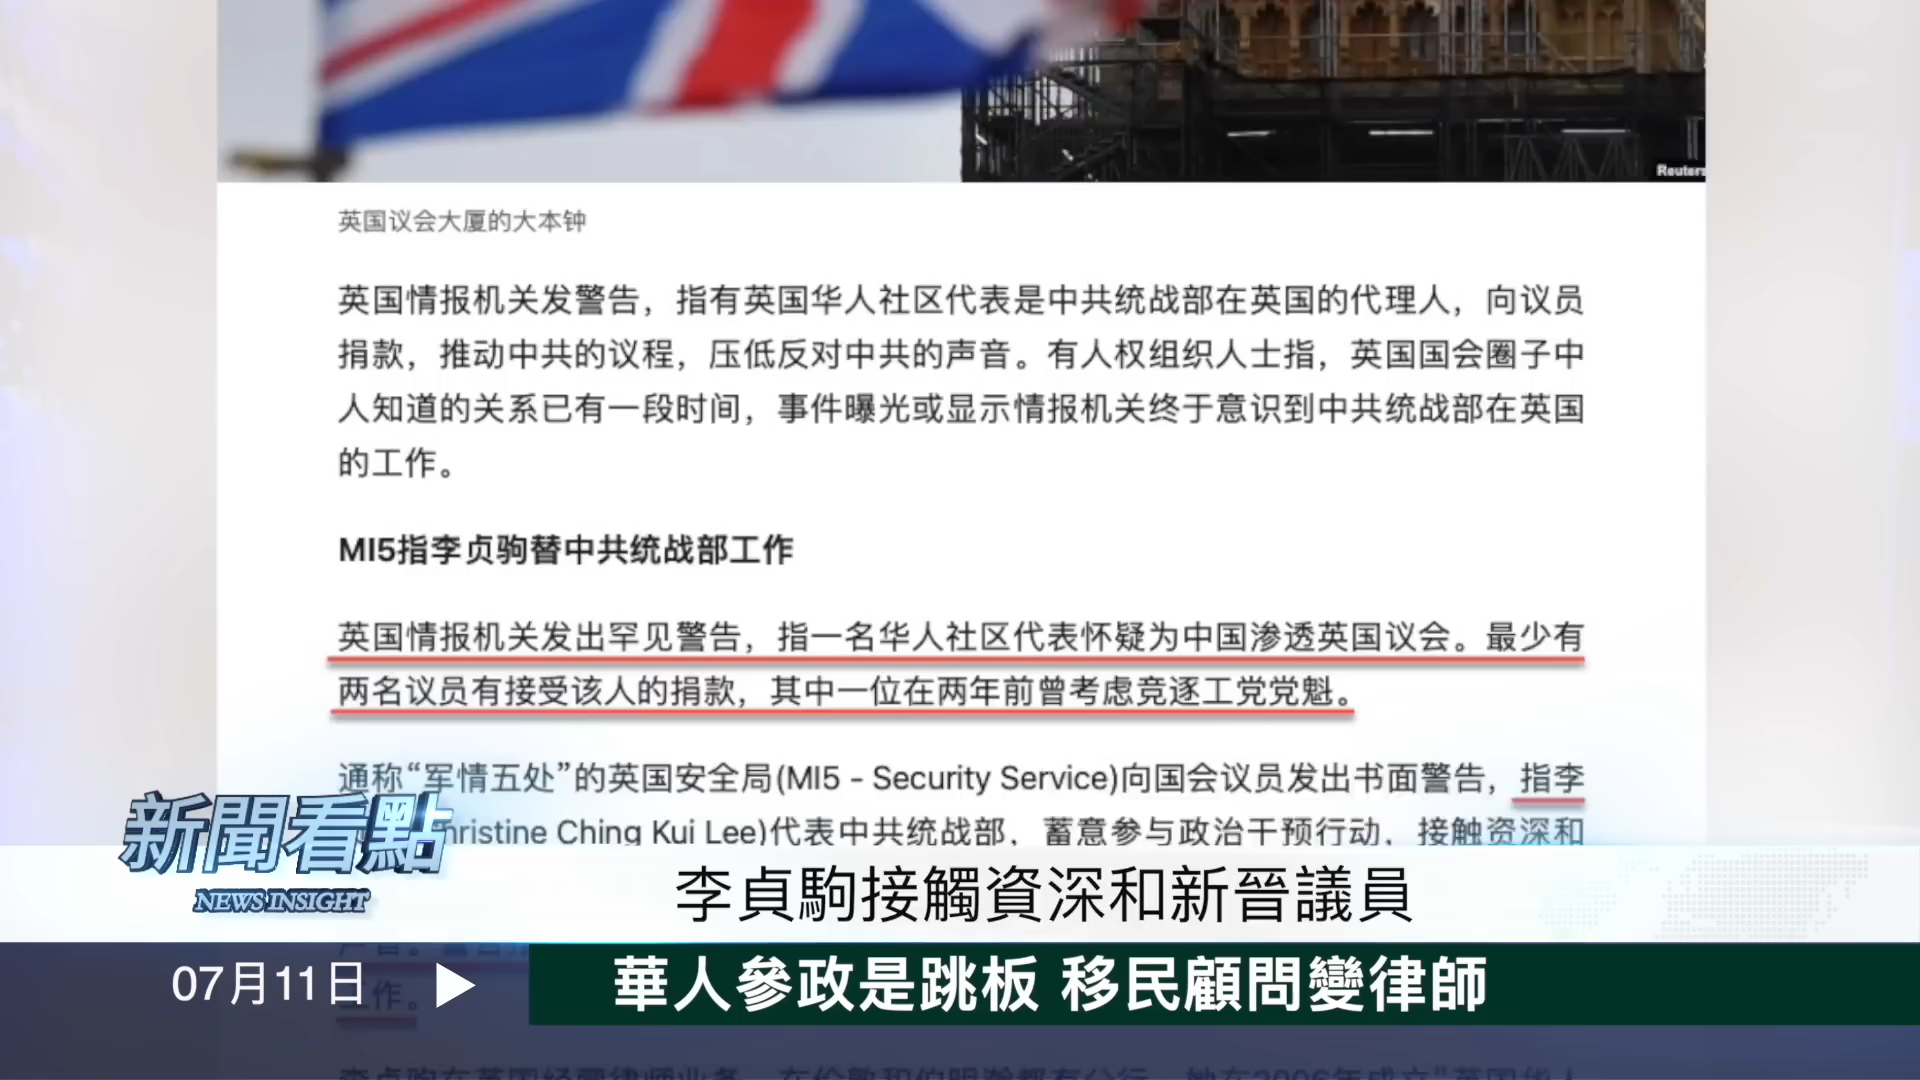 Reuters
英国议会大厦的大本钟
英国情报机关发警告，指有英国华人社区代表是中共统战部在英国的代理人，向议员
捐款，推动中共的议程，压低反对中共的声音。有人权组织人士指，英国国会圈子中
人知道的关系已有一段时间，事件曝光或显示情报机关终于意识到中共统战部在英国
的工作。
MI5指李贞驹替中共统战部工作
英国情报机关发出罕见警告，指一名华人社区代表怀疑为中国渗透英国议会。最少有
两名议员有接受该人的捐款，其中一位在两年前曾考虑竞逐工党党魁。
通称“军情五处”的英国安全局(MI5 - Security Service)向国会议员发出书面警告，指李
hristine Ching Kui Lee)代表中共统战部，蓄意参与政治干预行动，接触资深和
新聞看點
NEWS INSIGHT
李貞駒接觸資深和新晉議員
工作。
07月11日
華人參政是跳板 移民顧問變律師